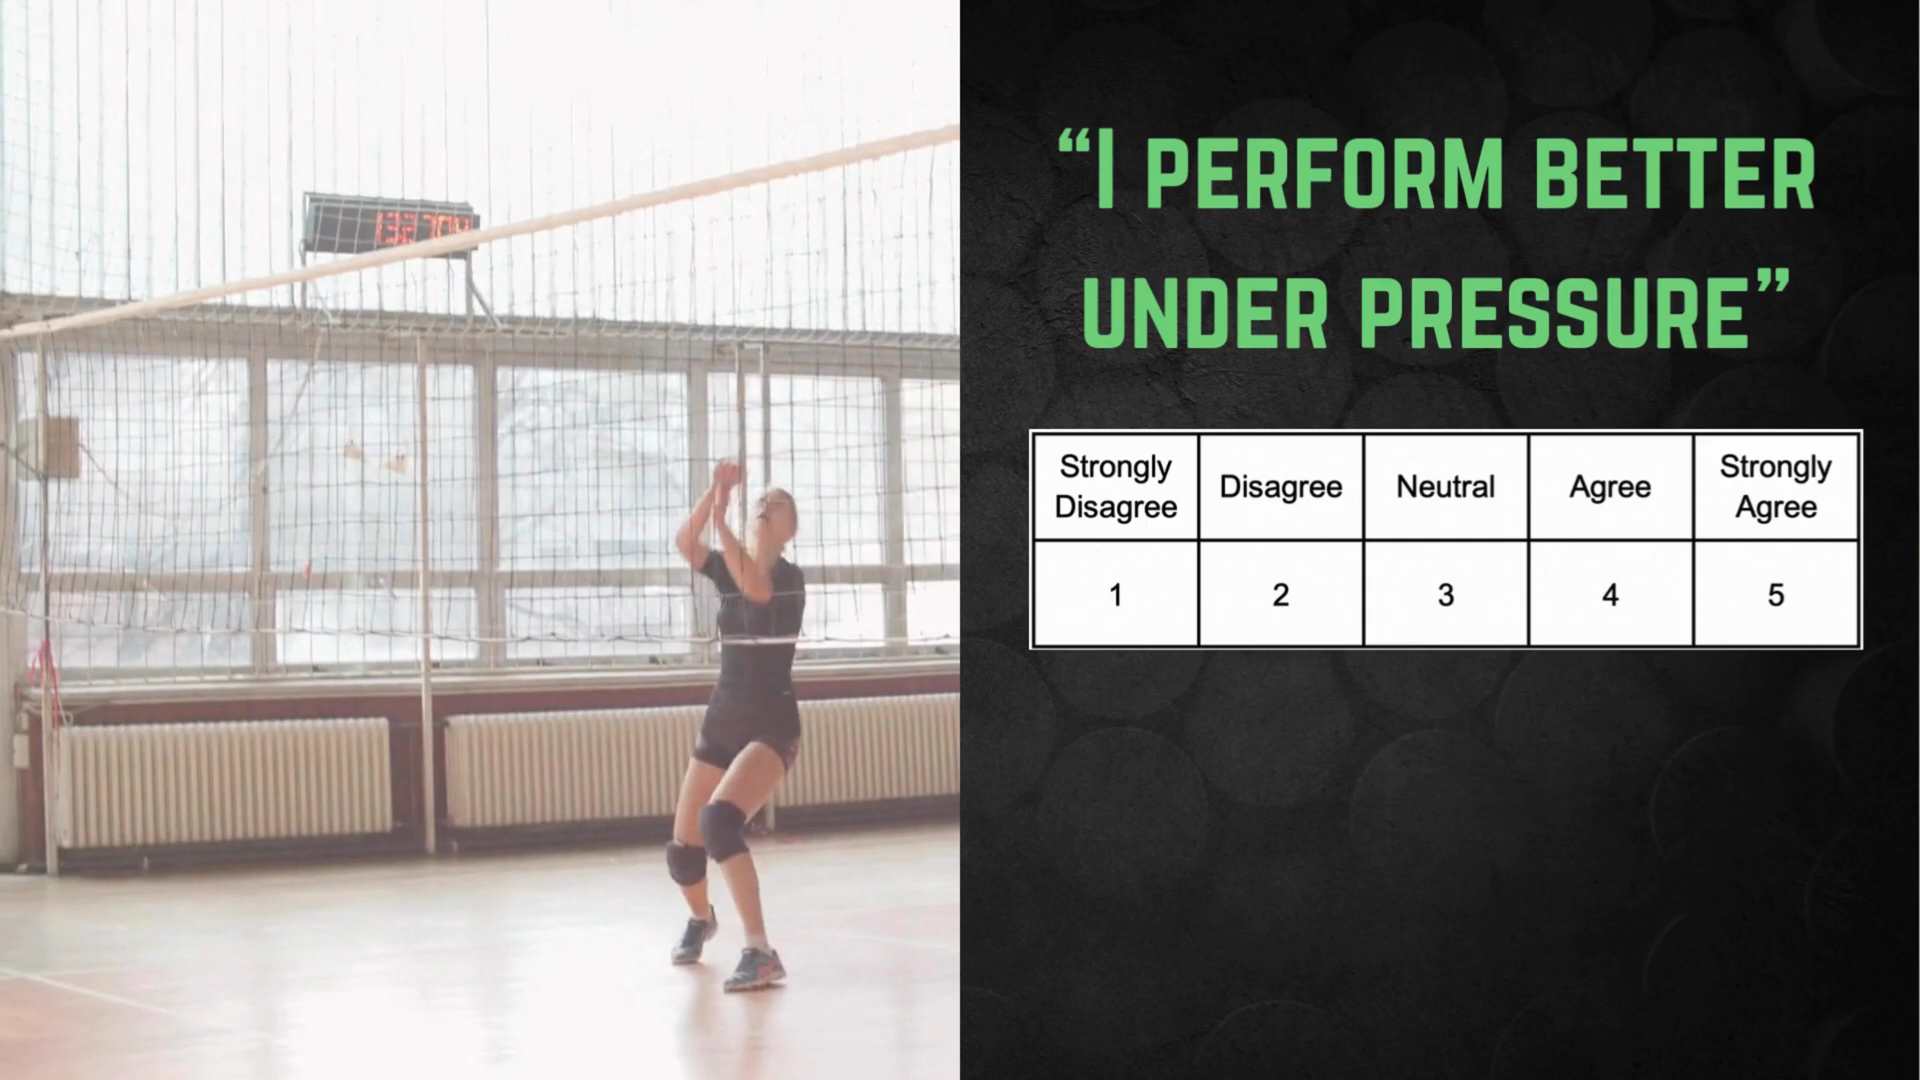 “I PERFORM BETTER
UNDER PRESSURE”
Strongly Disagree Disagree Neutral Agree Strongly Agree
1 2 3 4 5